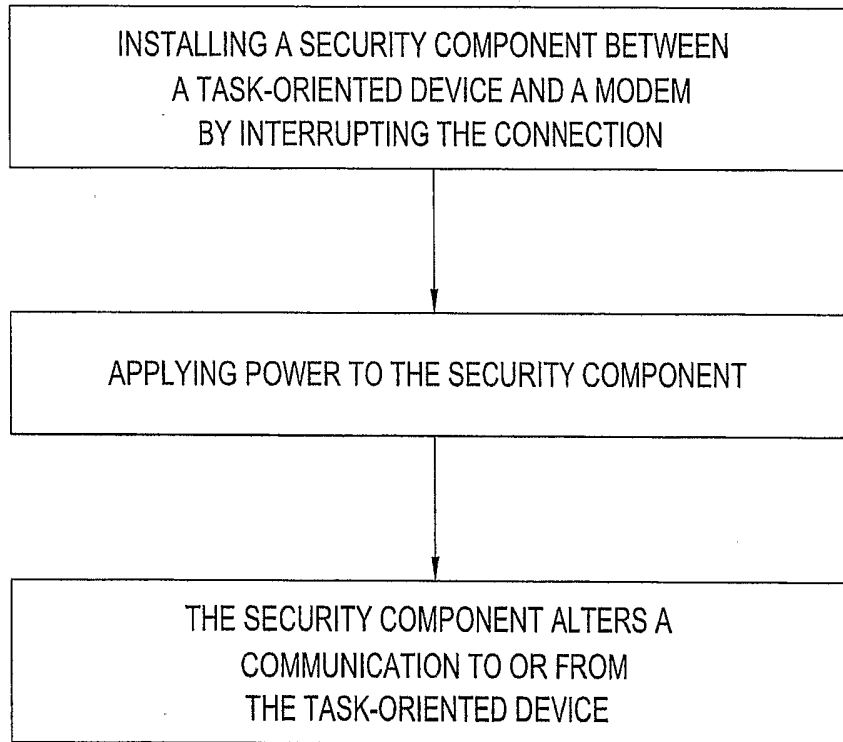 INSTALLING A SECURITY COMPONENT BETWEEN
A TASK-ORIENTED DEVICE AND A MODEM
BY INTERRUPTING THE CONNECTION
APPLYING POWER TO THE SECURITY COMPONENT
THE SECURITY COMPONENT ALTERS A
COMMUNICATION TO OR FROM
THE TASK-ORIENTED DEVICE